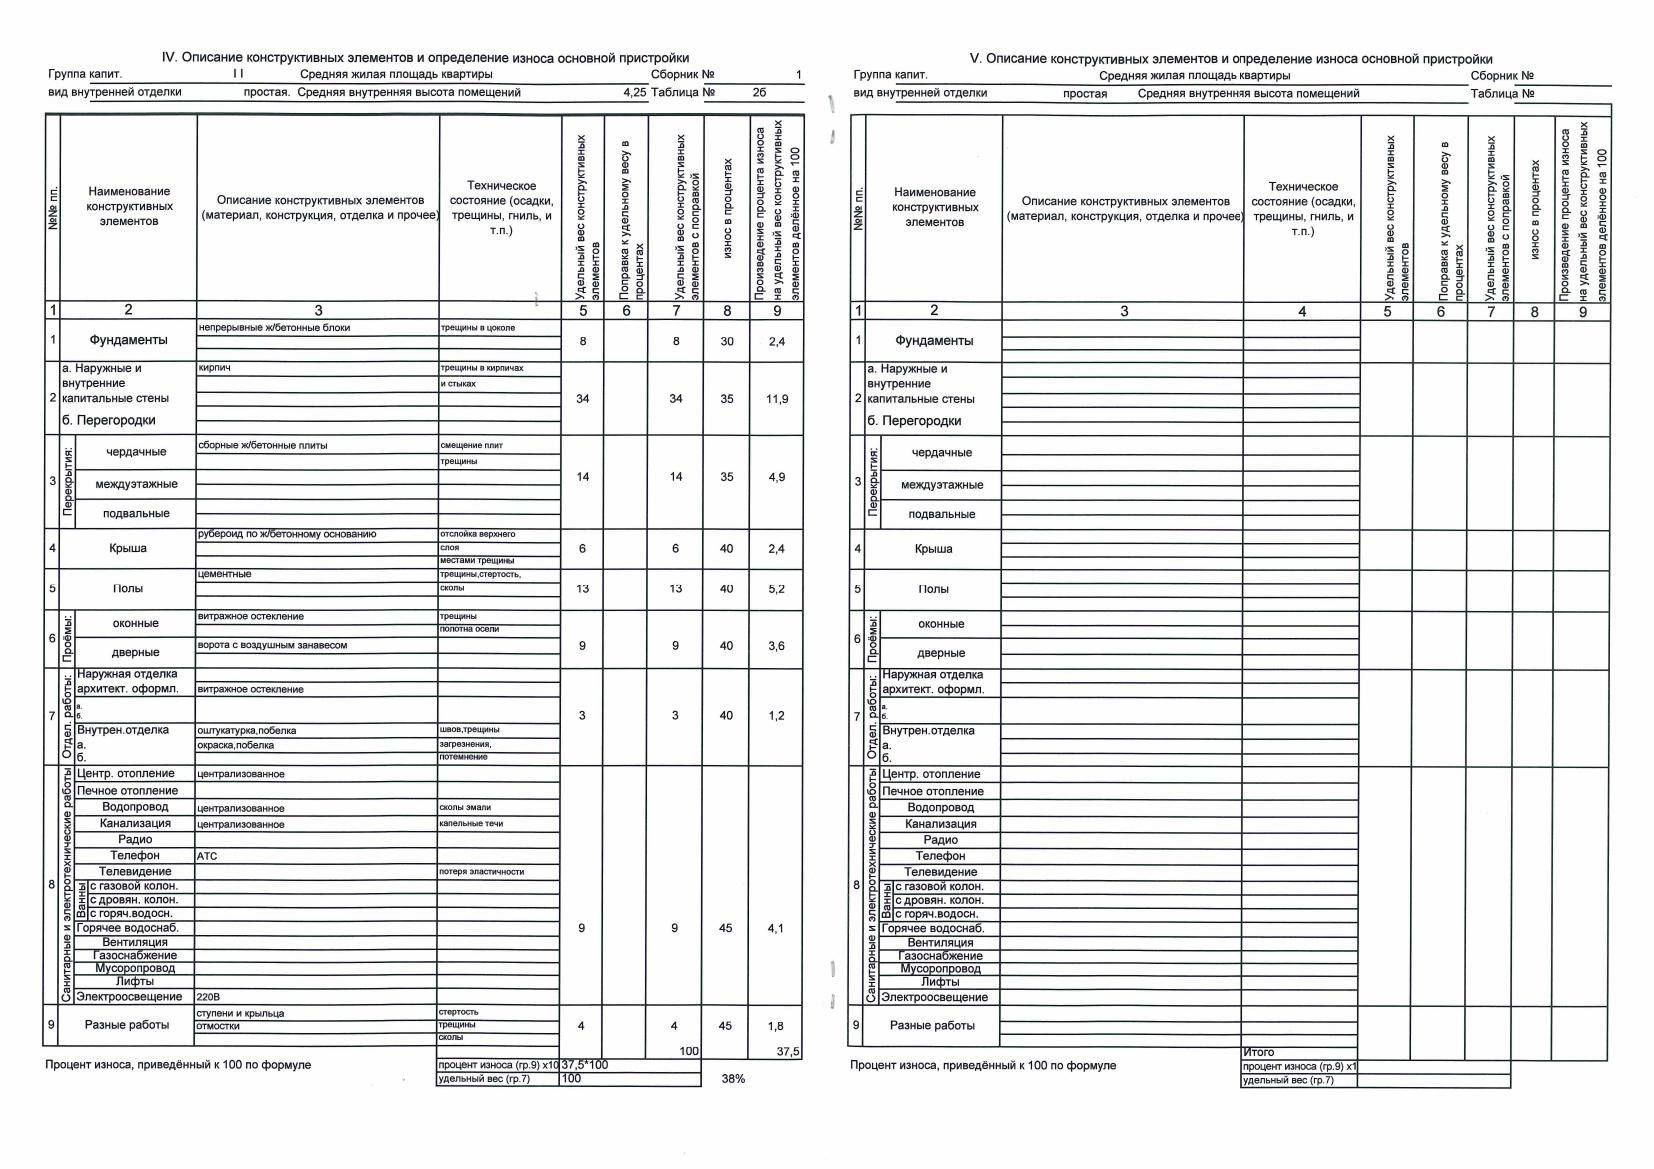 IV. Описание конструктивных элементов и определение износа основной пристройки
Группа капит. I I Средняя жилая площадь квартиры Сборник № 1
вид внутренней отделки простая. Средняя внутренняя высота помещений 4,25 Таблица № 2б
№№ пп.
Наименование конструктивных элементов
Описание конструктивных элементов (материал, конструкция, отделка и прочее)
Техническое состояние (осадки, трещины, гниль, и т.п.)
Удельный вес конструктивных элементов
Поправка к удельному весу в процентах
Удельный вес конструктивных элементов с поправкой
износ в процентах
Произведение процента износа на удельный вес конструктивных элементов делённое на 100
1 2 3 5 6 7 8 9
1 Фундаменты непрерывные ж/бетонные блоки трещины в цоколе 8 8 30 2,4
2 а. Наружные и внутренние капитальные стены кирпич трещины в кирпичах и стыках 34 34 35 11,9
б. Перегородки
3 Перекрытия:
чердачные сборные ж/бетонные плиты смещение плит
трещины
междуэтажные 14 14 35 4,9
подвальные
4 Крыша рубероид по ж/бетонному основанию отслойка верхнего слоя местами трещины 6 6 40 2,4
5 Полы цементные трещины,стертость, сколы 13 13 40 5,2
6 Проёмы:
оконные витражное остекление трещины
полотна осели
дверные ворота с воздушным занавесом 9 9 40 3,6
7 Отдел. работы:
Наружная отделка
архитект. оформл. витражное остекление
а.
б. 3 3 40 1,2
Внутрен.отделка оштукатурка,побелка швов,трещины
а. окраска,побелка загрезнения,
б. потемнение
8 Санитарные и электротехнические работы
Центр. отопление централизованное
Печное отопление
Водопровод централизованное сколы эмали
Канализация централизованное капельные течи
Радио
Телефон АТС
Телевидение потеря эластичности
Ванны
с газовой колон.
с дровян. колон.
с горяч.водосн.
Горячее водоснаб. 9 9 45 4,1
Вентиляция
Газоснабжение
Мусоропровод
Лифты
Электроосвещение 220В
9 Разные работы ступени и крыльца стертость
отмостки трещины 4 4 45 1,8
сколы
100 37,5
Процент износа, приведённый к 100 по формуле процент износа (гр.9) х10 37,5*100
удельный вес (гр.7) 100 38%
V. Описание конструктивных элементов и определение износа основной пристройки
Группа капит. Средняя жилая площадь квартиры Сборник №
вид внутренней отделки простая Средняя внутренняя высота помещений Таблица №
№№ пп.
Наименование конструктивных элементов
Описание конструктивных элементов (материал, конструкция, отделка и прочее)
Техническое состояние (осадки, трещины, гниль, и т.п.)
Удельный вес конструктивных элементов
Поправка к удельному весу в процентах
Удельный вес конструктивных элементов с поправкой
износ в процентах
Произведение процента износа на удельный вес конструктивных элементов делённое на 100
1 2 3 4 5 6 7 8 9
1 Фундаменты
2 а. Наружные и внутренние капитальные стены
б. Перегородки
3 Перекрытия:
чердачные
междуэтажные
подвальные
4 Крыша
5 Полы
6 Проёмы:
оконные
дверные
7 Отдел. работы:
Наружная отделка
архитект. оформл.
а.
б.
Внутрен.отделка
а.
б.
8 Санитарные и электротехнические работы
Центр. отопление
Печное отопление
Водопровод
Канализация
Радио
Телефон
Телевидение
Ванны
с газовой колон.
с дровян. колон.
с горяч.водосн.
Горячее водоснаб.
Вентиляция
Газоснабжение
Мусоропровод
Лифты
Электроосвещение
9 Разные работы
Итого
Процент износа, приведённый к 100 по формуле процент износа (гр.9) х1
удельный вес (гр.7)